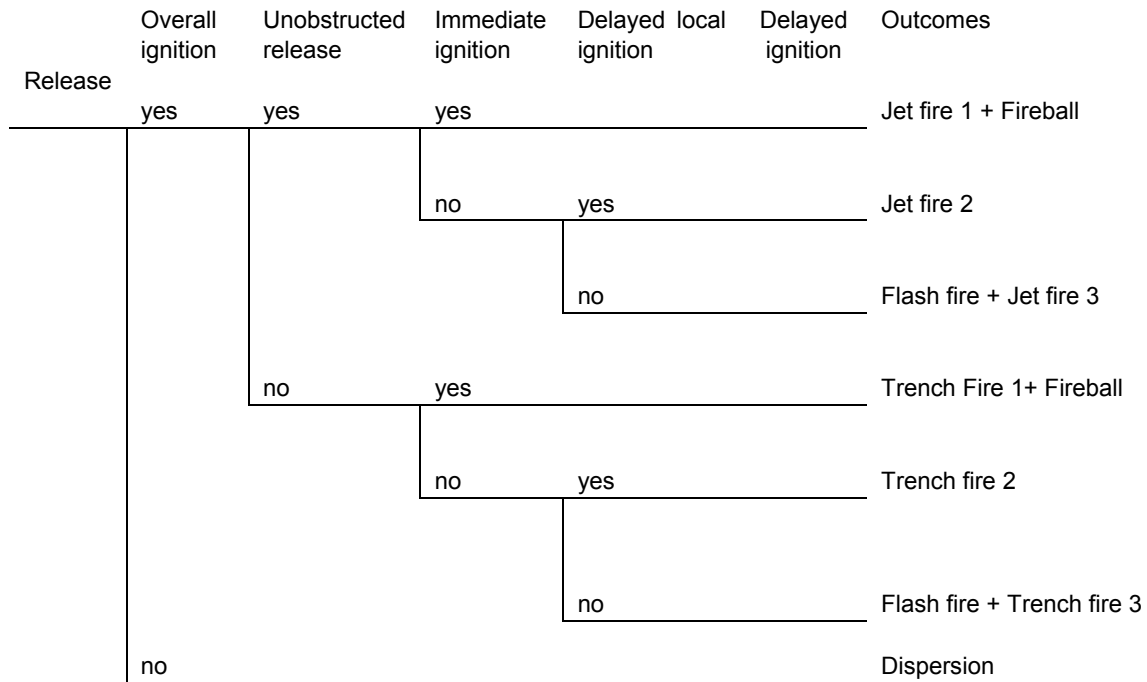 Overall Unobstructed Immediate Delayed local Delayed Outcomes
ignition release ignition ignition ignition
Release
yes yes yes Jet fire 1 + Fireball
no yes Jet fire 2
no Flash fire + Jet fire 3
no yes Trench Fire 1+ Fireball
no yes Trench fire 2
no Flash fire + Trench fire 3
no Dispersion